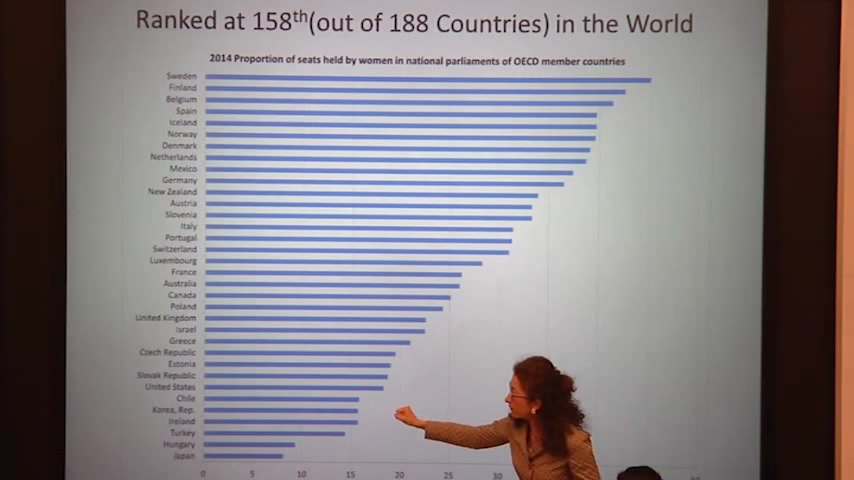 Ranked at 158th(out of 188 Countries) in the World
2014 Proportion of seats held by women in national parliaments of OECD member countries
Sweden
Finland
Belgium
Spain
Iceland
Norway
Denmark
Netherlands
Mexico
Germany
New Zealand
Austria
Slovenia
Italy
Portugal
Switzerland
Luxembourg
France
Australia
Canada
Poland
United Kingdom
Israel
Greece
Czech Republic
Estonia
Slovak Republic
United States
Chile
Korea, Rep.
Ireland
Turkey
Hungary
Japan
0 5 10 15 20 25 30